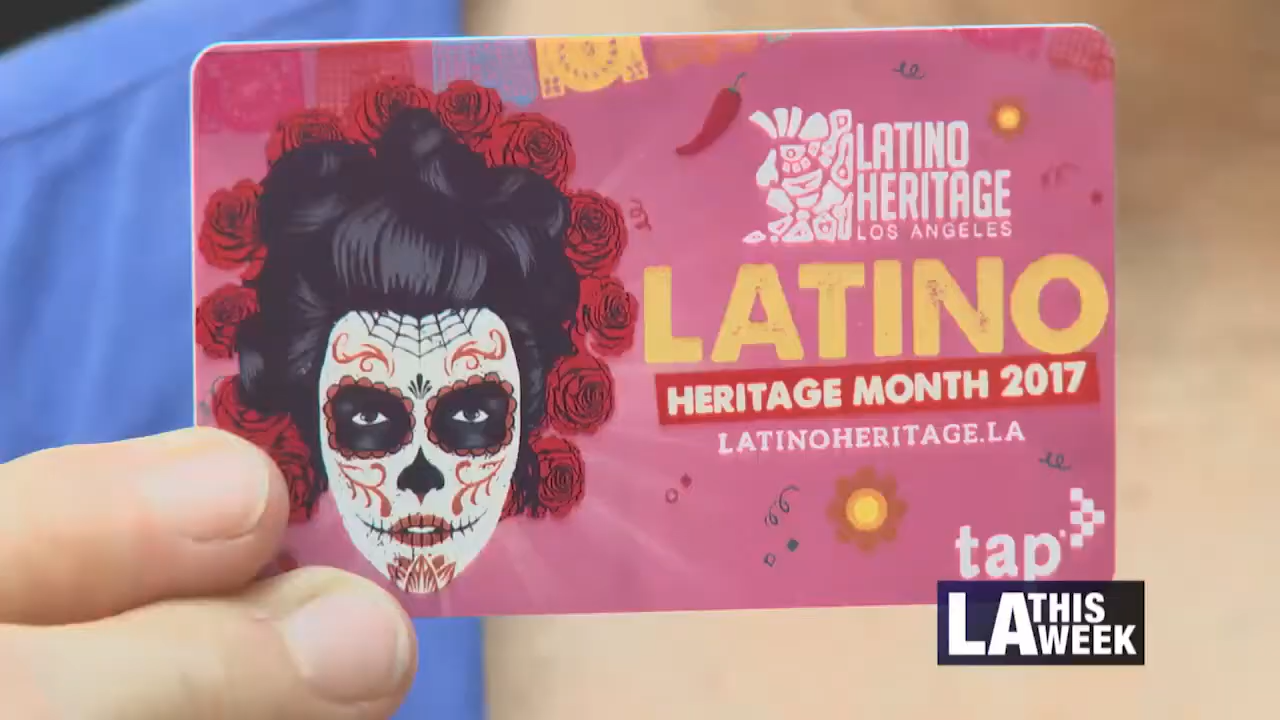 LATINO
HERITAGE
LOS ANGELES
LATINO
HERITAGE MONTH 2017
LATINOHERITAGE.LA
tap
LA THIS
WEEK